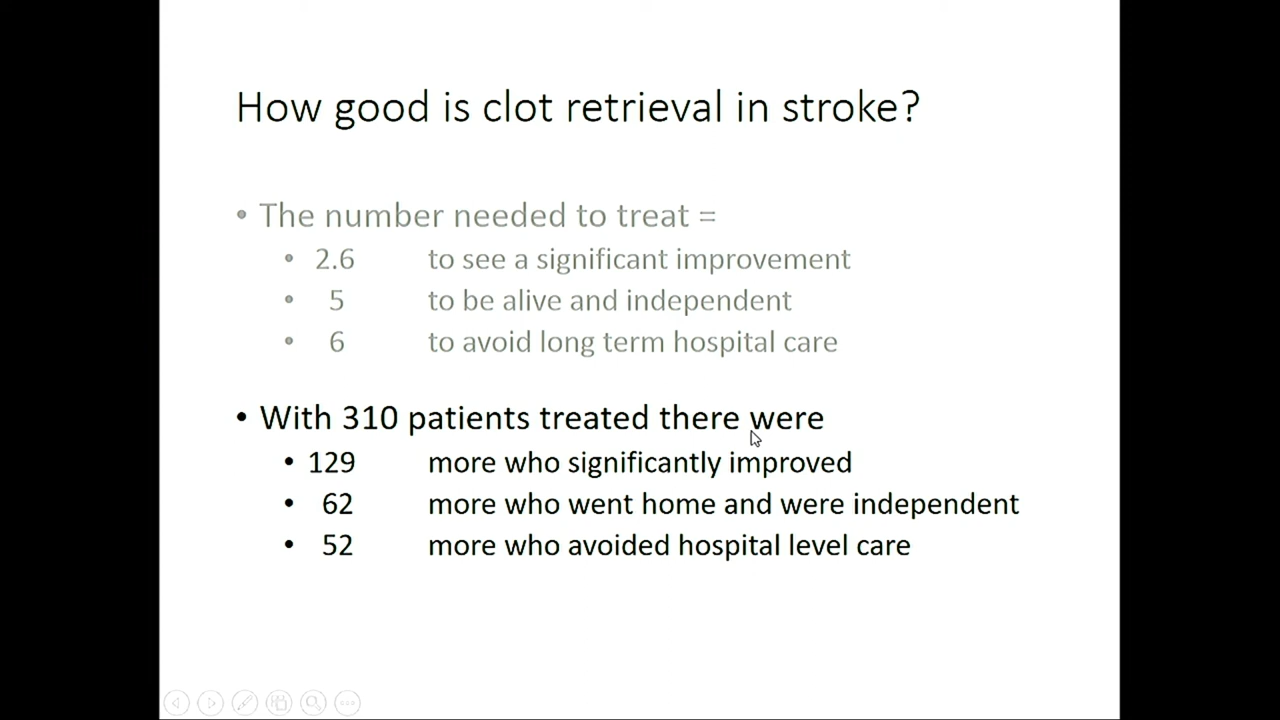 How good is clot retrieval in stroke?
• The number needed to treat =
• 2.6 to see a significant improvement
• 5 to be alive and independent
• 6 to avoid long term hospital care
• With 310 patients treated there were
• 129 more who significantly improved
• 62 more who went home and were independent
• 52 more who avoided hospital level care